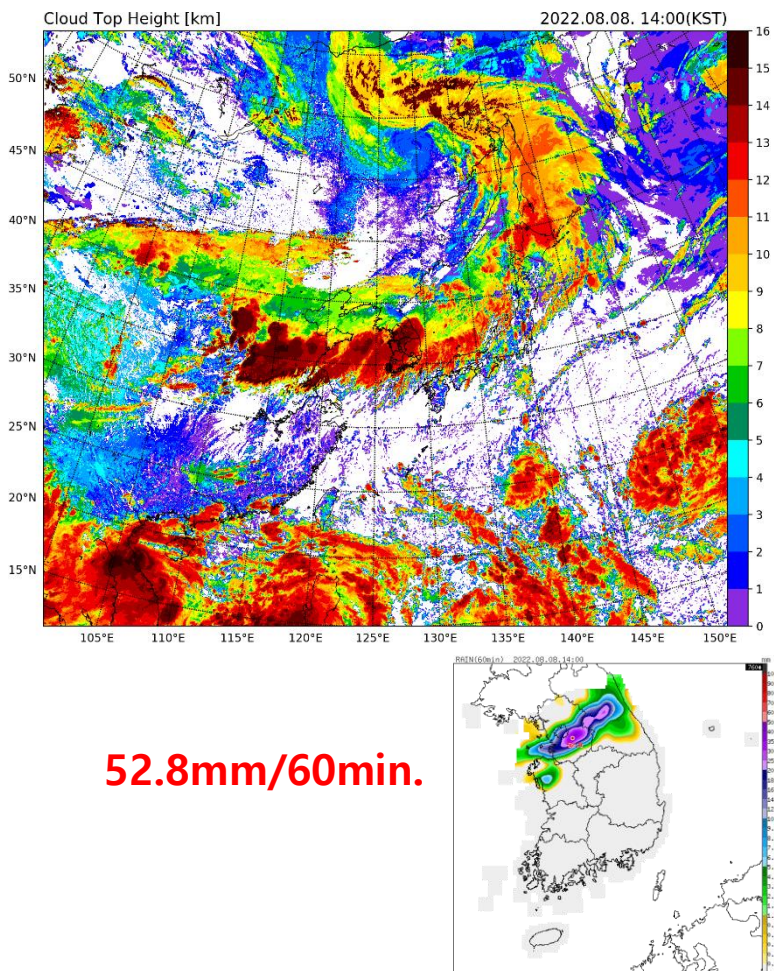 Cloud Top Height [km]
2022.08.08. 14:00(KST)
50°N
45°N
40°N
35°N
30°N
25°N
20°N
15°N
105°E
110°E
115°E
120°E
125°E
130°E
135°E
140°E
145°E
150°E
16
15
14
13
12
11
10
9
8
7
6
5
4
3
2
1
0
RAIN(60min) 2022.08.08.14:00
mm
52.8mm/60min.